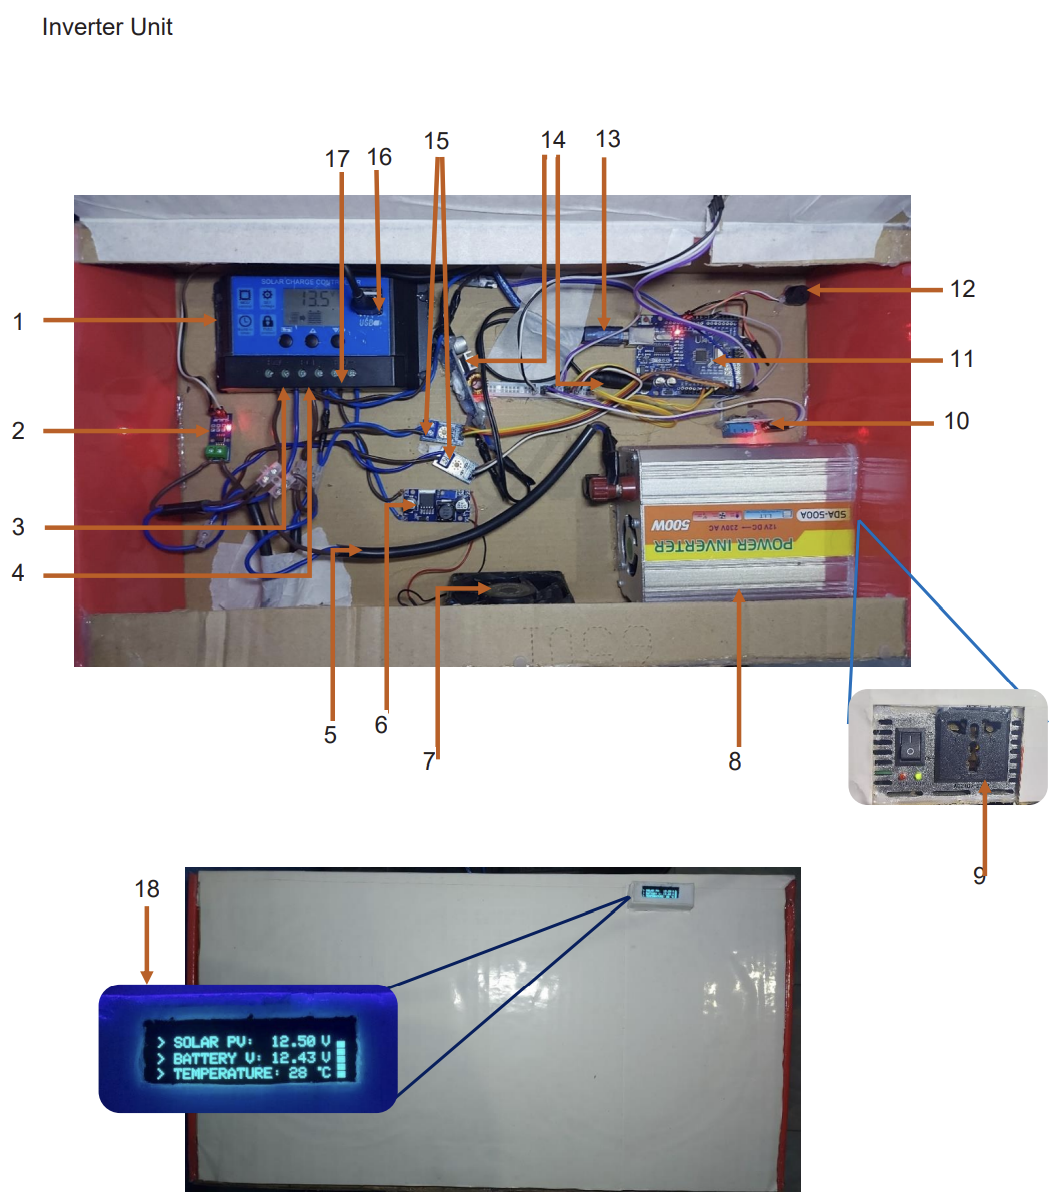 Inverter Unit
17
16
15
14
13
12
11
10
1
2
3
4
5
6
7
8
9
18
SOLAR CHARGE CONTROLLER
13.5
USB
POWER INVERTER
500W
12V DC → 230V AC
SDA-500A
> SOLAR PV: 12.50 V
> BATTERY V: 12.43 V
> TEMPERATURE: 28 °C